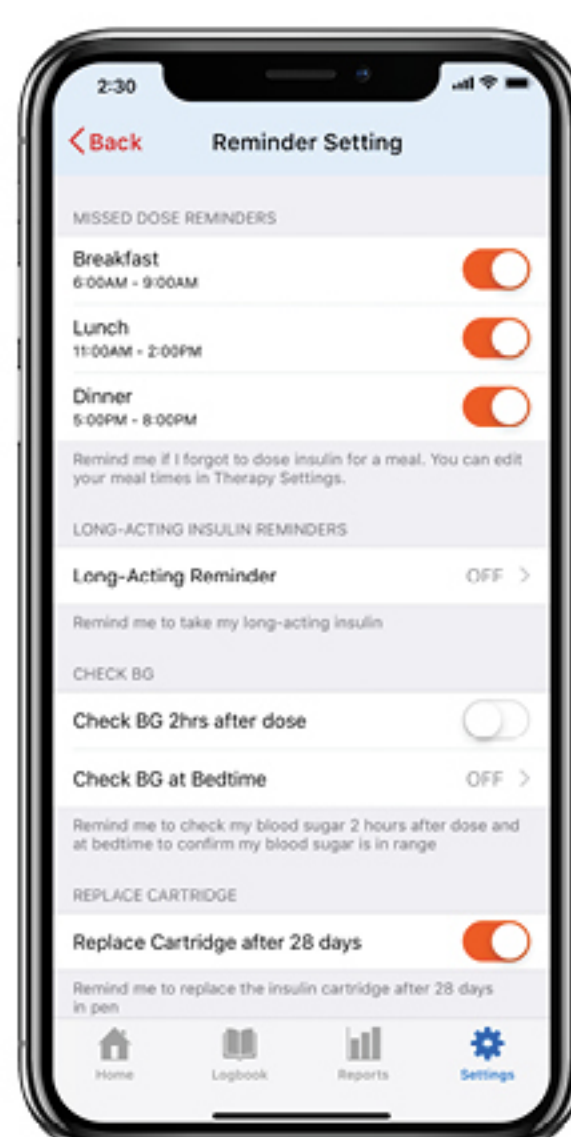 2:30
Back
Reminder Setting
MISSED DOSE REMINDERS
Breakfast
6:00AM - 9:00AM
Lunch
11:00AM - 2:00PM
Dinner
5:00PM - 8:00PM
Remind me if I forgot to dose insulin for a meal. You can edit
your meal times in Therapy Settings.
LONG-ACTING INSULIN REMINDERS
Long-Acting Reminder OFF
Remind me to take my long-acting insulin
CHECK BG
Check BG 2hrs after dose
Check BG at Bedtime OFF
Remind me to check my blood sugar 2 hours after dose and
at bedtime to confirm my blood sugar is in range
REPLACE CARTRIDGE
Replace Cartridge after 28 days
Remind me to replace the insulin cartridge after 28 days
in pen
Home Logbook Reports Settings